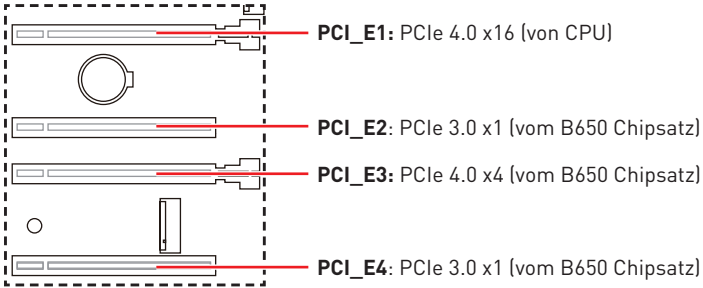 PCI_E1: PCIe 4.0 x16 (von CPU)
PCI_E2: PCIe 3.0 x1 (vom B650 Chipsatz)
PCI_E3: PCIe 4.0 x4 (vom B650 Chipsatz)
PCI_E4: PCIe 3.0 x1 (vom B650 Chipsatz)